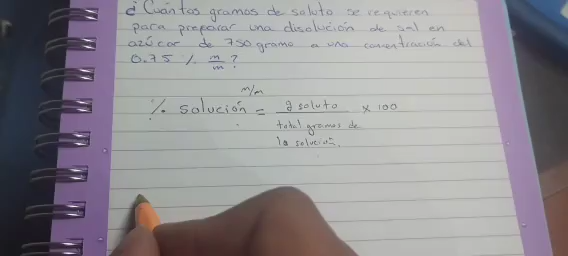 ¿Cuántos gramos de soluto se requieren
para preparar una disolución de sal en
azúcar de 750 gramo a una concentración del
0.75 % m/m?
% solución m/m = g soluto / total gramos de la solución. x 100